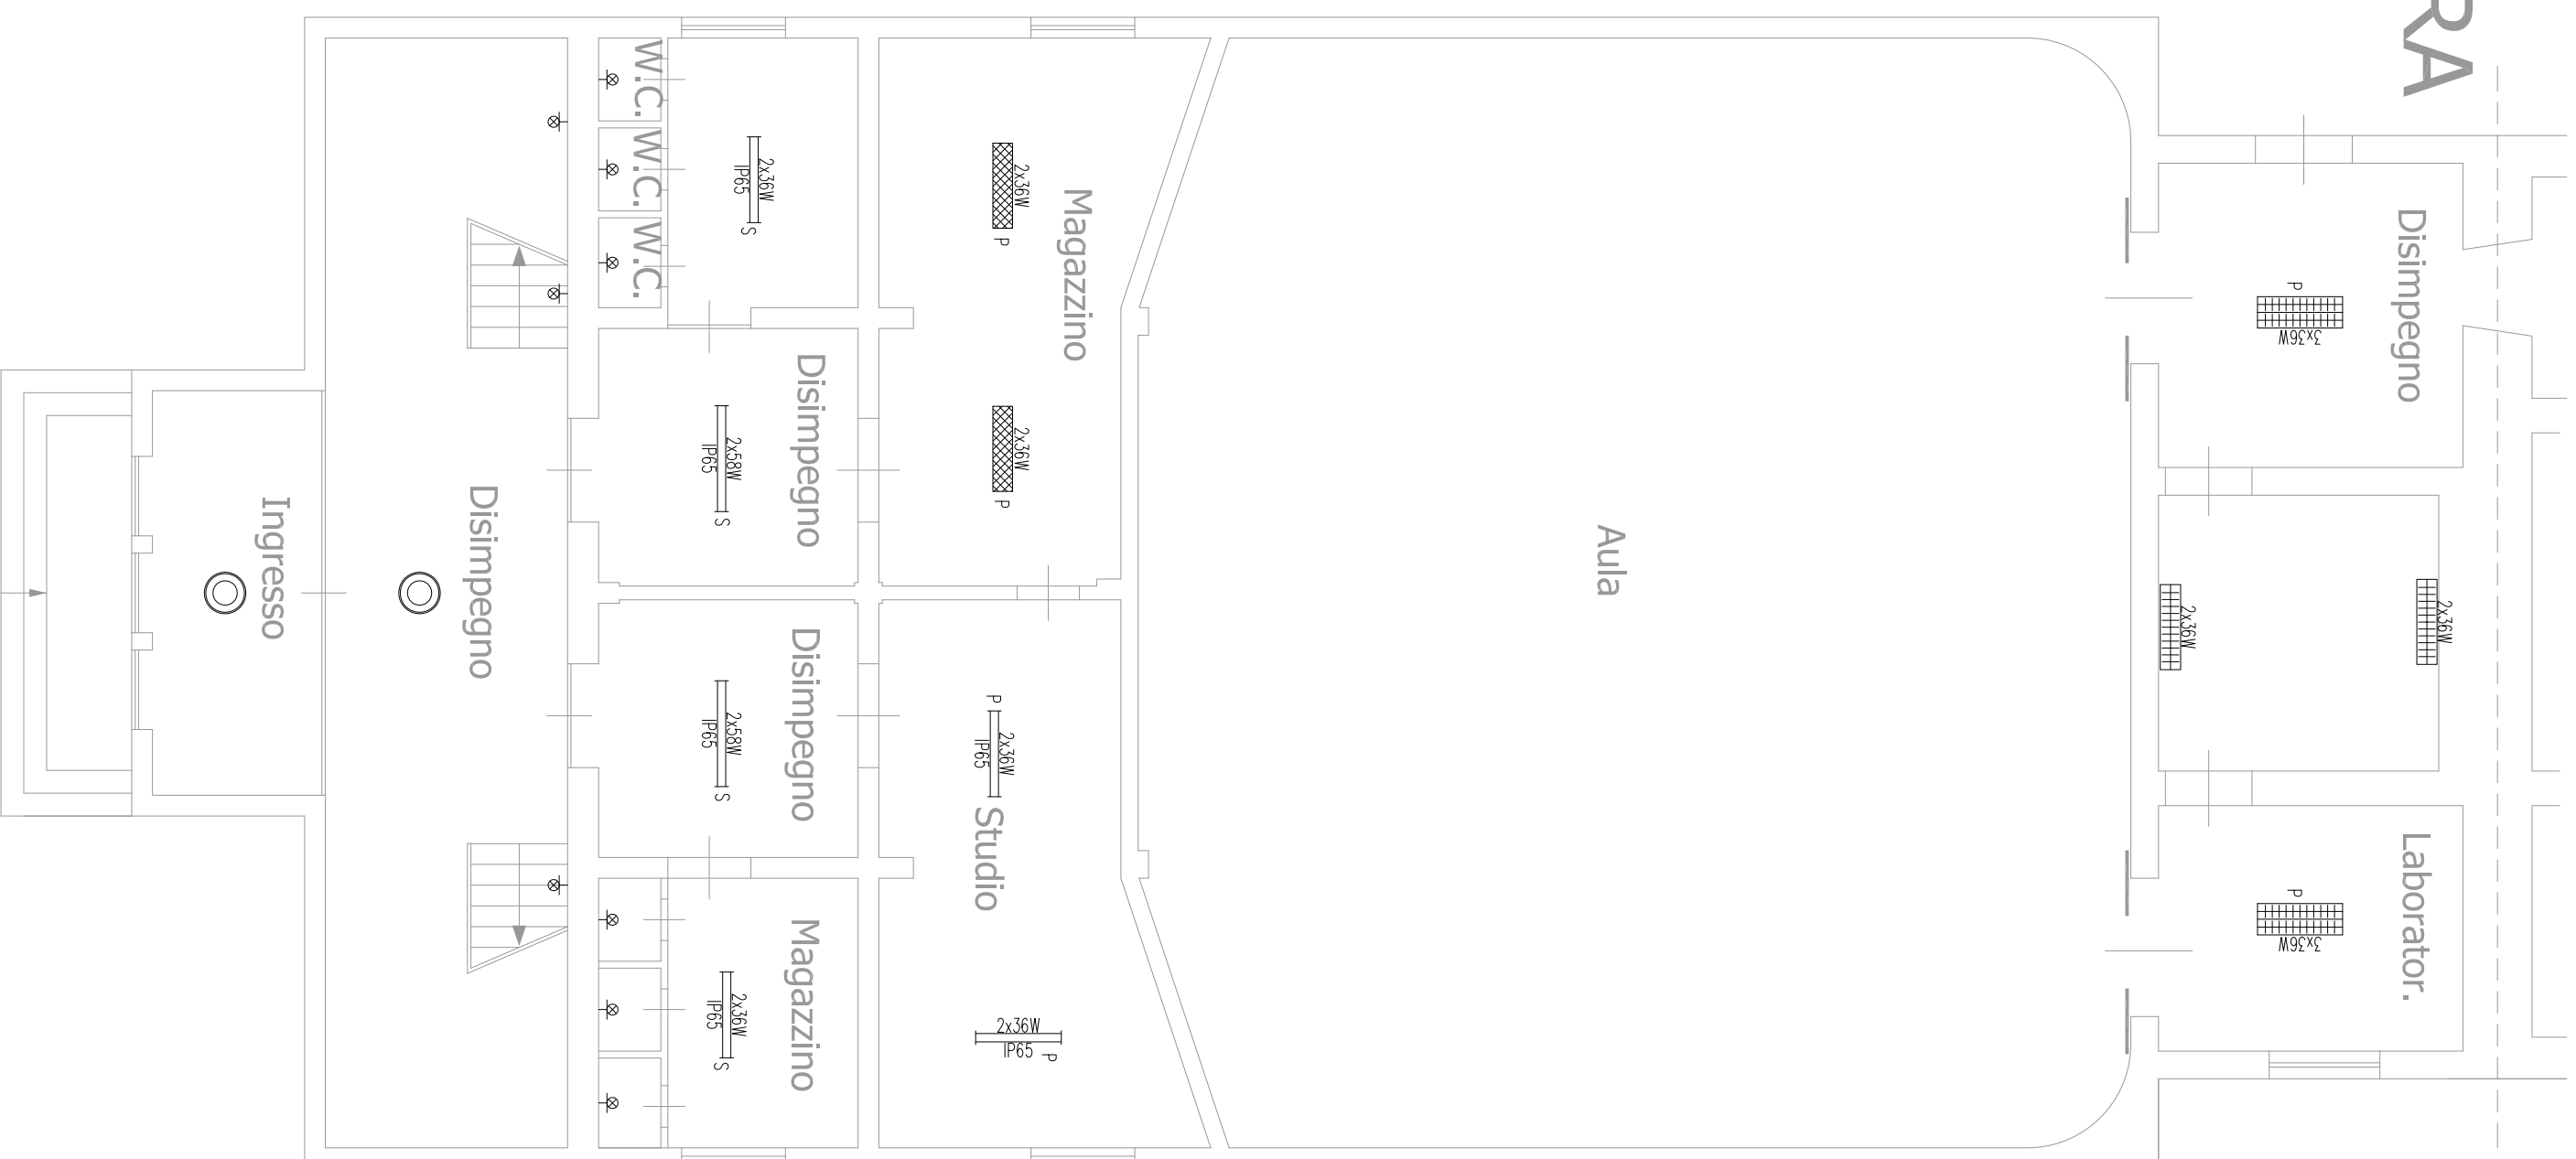 RA
W.C.
W.C.
W.C.
2x36W
IP65
S
2x36W
P
Magazzino
2x36W
P
Disimpegno
P
3x36W
Disimpegno
2x58W
IP65
S
Ingresso
Disimpegno
Aula
2x36W
2x36W
Disimpegno
2x58W
IP65
S
P
2x36W
IP65
Studio
2x36W
IP65
P
Laborator.
P
3x36W
Magazzino
2x36W
IP65
S